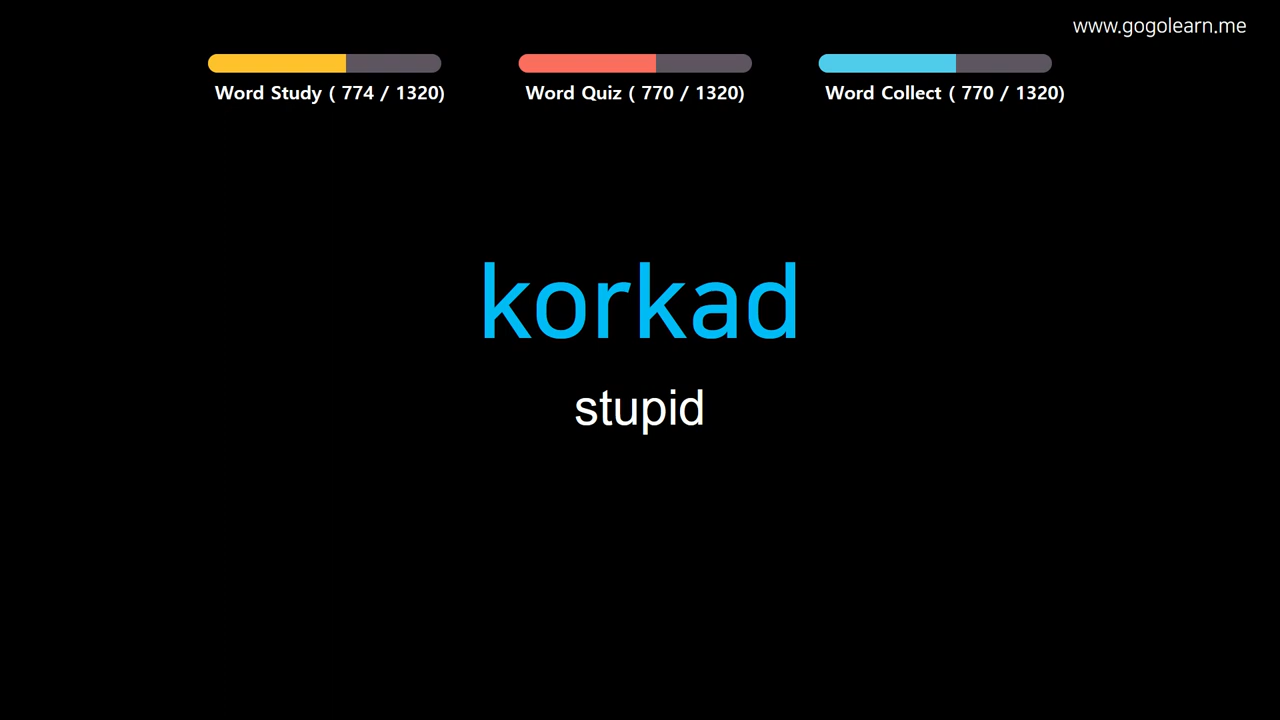 www.gogolearn.me
Word Study ( 774 / 1320)
Word Quiz ( 770 / 1320)
Word Collect ( 770 / 1320)
korkad
stupid